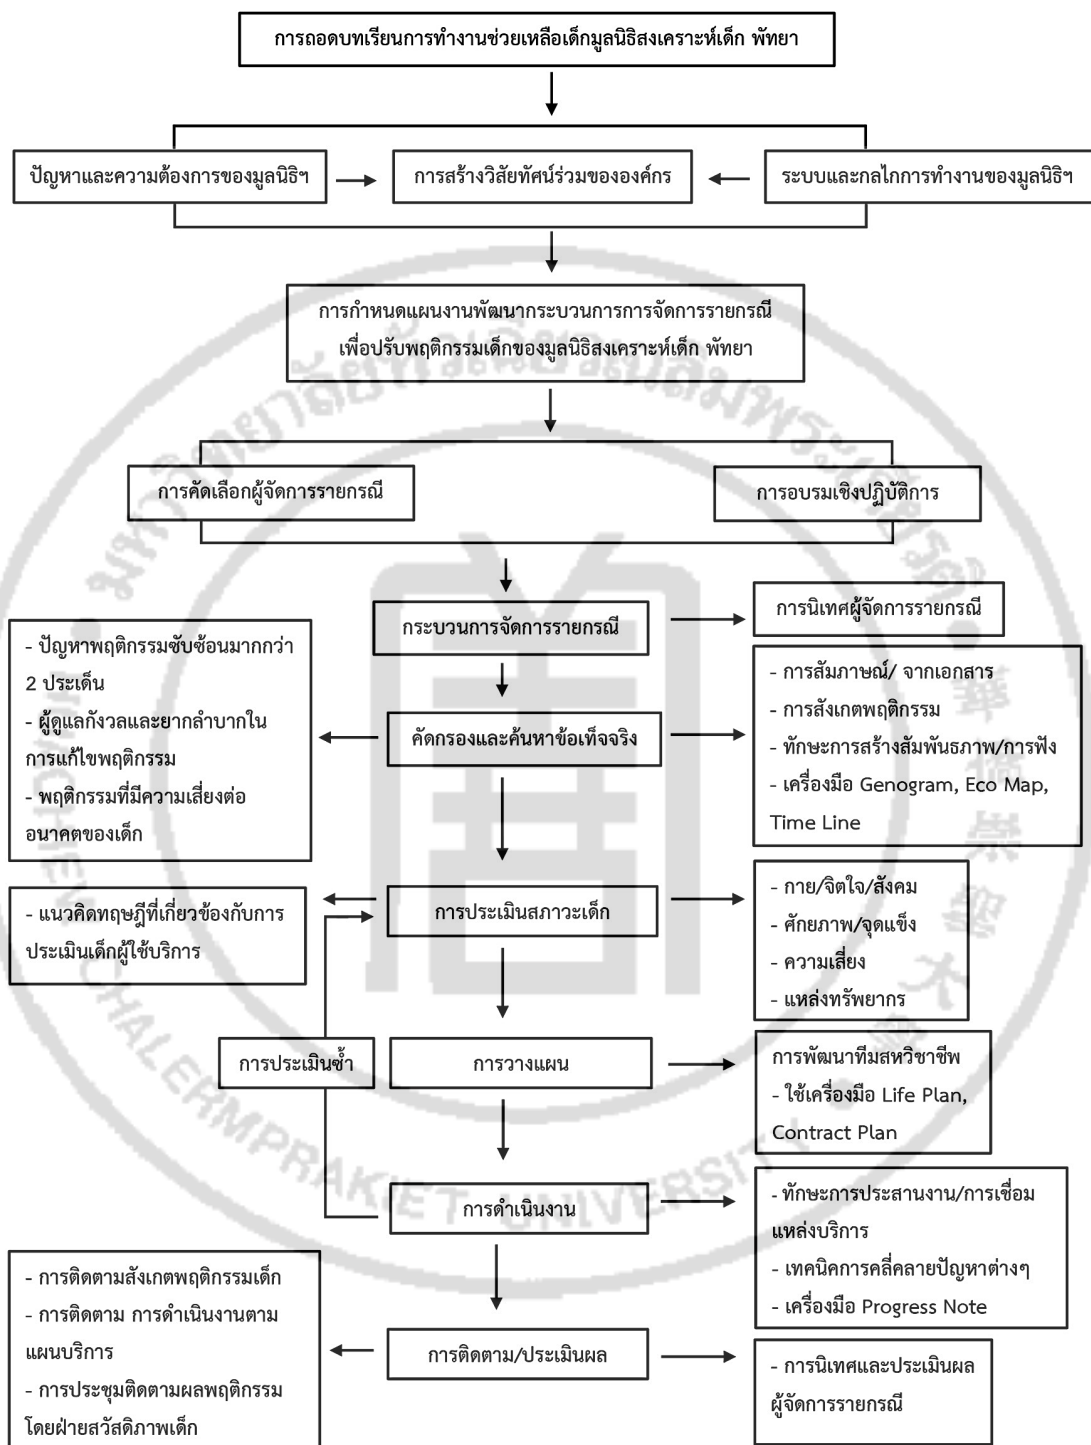 การถอดบทเรียนการทำงานช่วยเหลือเด็กมูลนิธิสงเคราะห์เด็ก พัทยา
ปัญหาและความต้องการของมูลนิธิฯ
การสร้างวิสัยทัศน์ร่วมขององค์กร
ระบบและกลไกการทำงานของมูลนิธิฯ
การกำหนดแผนงานพัฒนากระบวนการการจัดการรายกรณี
เพื่อปรับพฤติกรรมเด็กของมูลนิธิสงเคราะห์เด็ก พัทยา
การคัดเลือกผู้จัดการรายกรณี
การอบรมเชิงปฏิบัติการ
กระบวนการจัดการรายกรณี
การนิเทศผู้จัดการรายกรณี
- ปัญหาพฤติกรรมซับซ้อนมากกว่า
2 ประเด็น
- ผู้ดูแลกังวลและยากลำบากใน
การแก้ไขพฤติกรรม
- พฤติกรรมที่มีความเสี่ยงต่อ
อนาคตของเด็ก
คัดกรองและค้นหาข้อเท็จจริง
- การสัมภาษณ์/ จากเอกสาร
- การสังเกตพฤติกรรม
- ทักษะการสร้างสัมพันธภาพ/การฟัง
- เครื่องมือ Genogram, Eco Map,
Time Line
- แนวคิดทฤษฎีที่เกี่ยวข้องกับการ
ประเมินเด็กผู้ใช้บริการ
การประเมินสภาวะเด็ก
- กาย/จิตใจ/สังคม
- ศักยภาพ/จุดแข็ง
- ความเสี่ยง
- แหล่งทรัพยากร
การประเมินซ้ำ
การวางแผน
การพัฒนาทีมสหวิชาชีพ
- ใช้เครื่องมือ Life Plan,
Contract Plan
การดำเนินงาน
- ทักษะการประสานงาน/การเชื่อม
แหล่งบริการ
- เทคนิคการคลี่คลายปัญหาต่างๆ
- เครื่องมือ Progress Note
- การติดตามสังเกตพฤติกรรมเด็ก
- การติดตาม การดำเนินงานตาม
แผนบริการ
- การประชุมติดตามผลพฤติกรรม
โดยฝ่ายสวัสดิภาพเด็ก
การติดตาม/ประเมินผล
- การนิเทศและประเมินผล
ผู้จัดการรายกรณี
มหาวิทยาลัยหัวเฉียวเฉลิมพระเกียรติ
HUACHIEW CHALERMPRAKIET UNIVERSITY
華僑崇聖大學